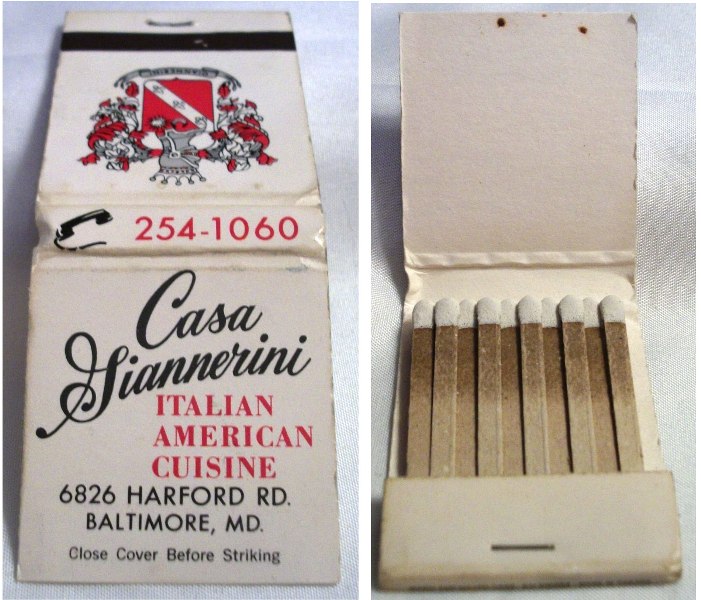 254-1060
Casa
Giannerini
ITALIAN
AMERICAN
CUISINE
6826 HARFORD RD.
BALTIMORE, MD.
Close Cover Before Striking